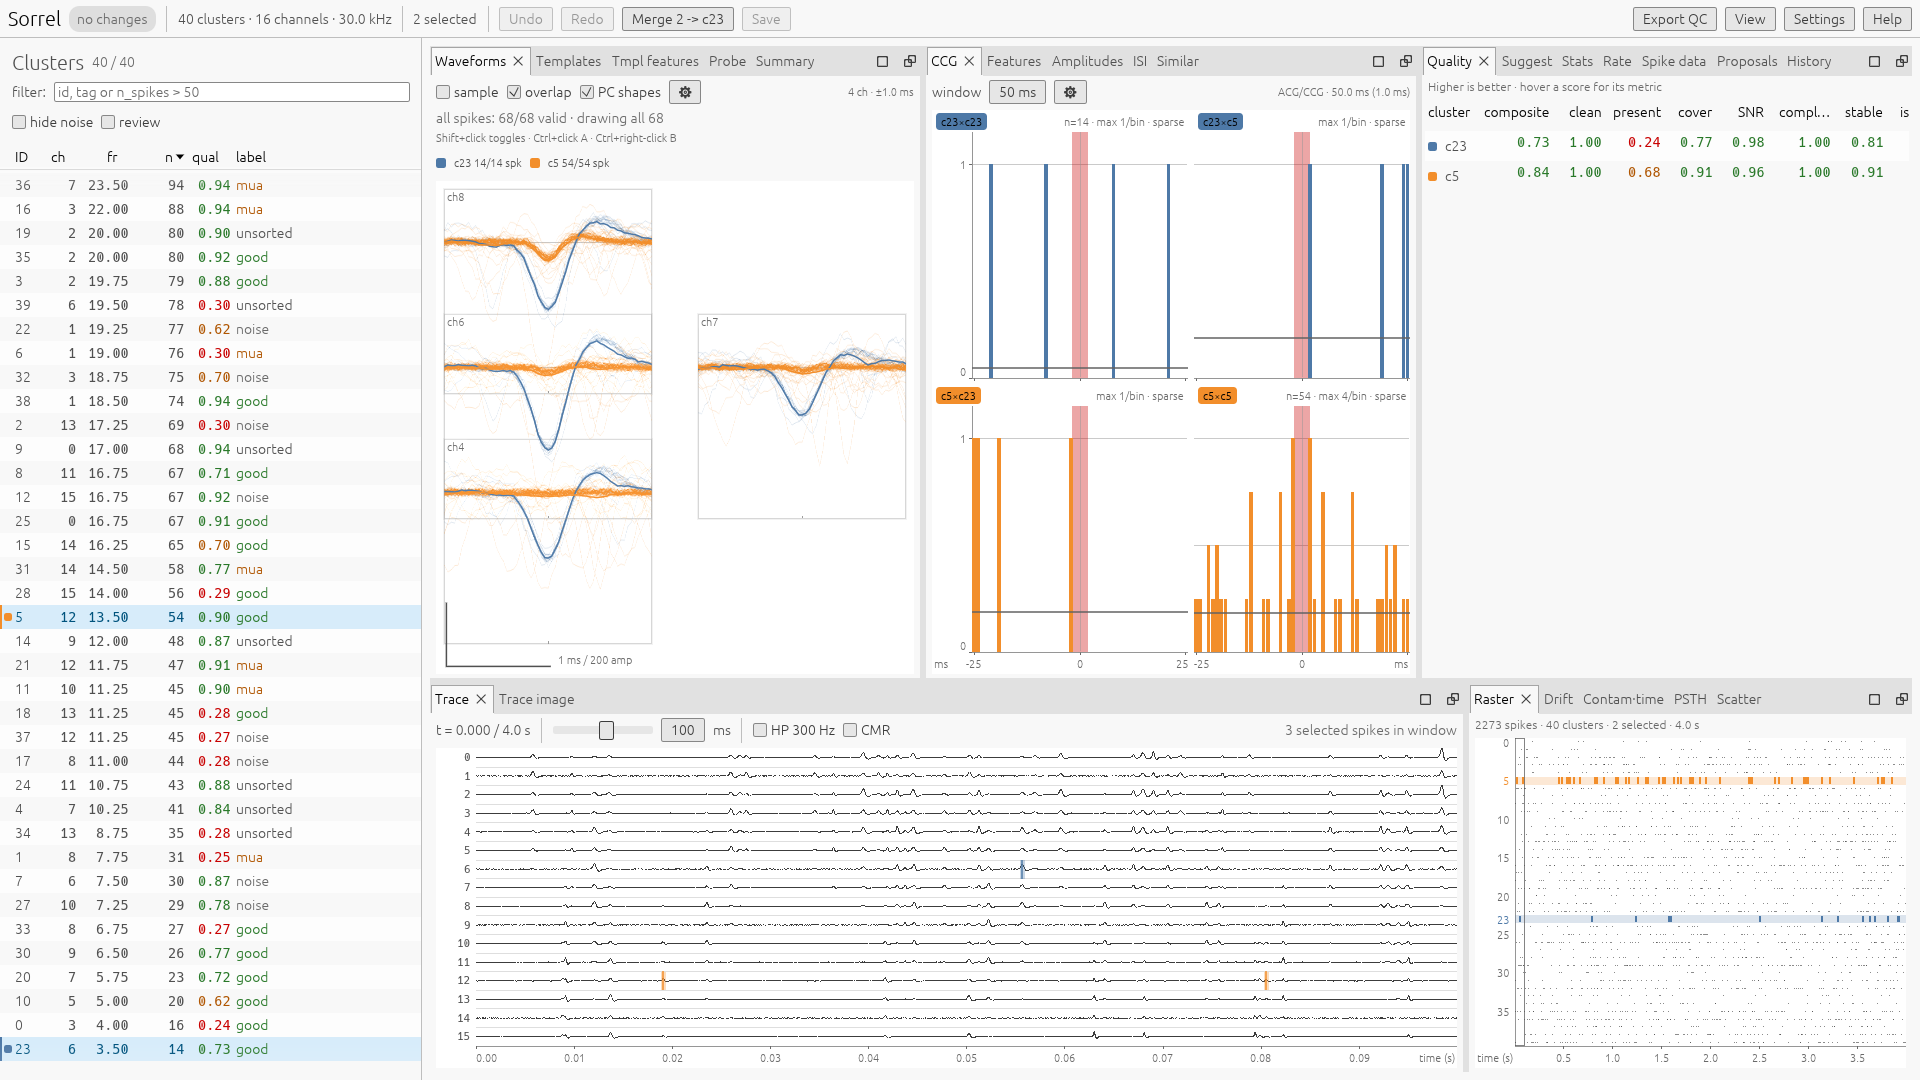 Sorrel no changes 40 clusters · 16 channels · 30.0 kHz 2 selected Undo Redo Merge 2 -> c23 Save Export QC View Settings Help
Clusters 40 / 40
filter: id, tag or n_spikes > 50
hide noise review
ID ch fr n qual label
36 7 23.50 94 0.94 mua
16 3 22.00 88 0.94 mua
19 2 20.00 80 0.90 unsorted
35 2 20.00 80 0.92 good
3 2 19.75 79 0.88 good
39 6 19.50 78 0.30 unsorted
22 1 19.25 77 0.62 noise
6 1 19.00 76 0.30 mua
32 3 18.75 75 0.70 noise
38 1 18.50 74 0.94 good
2 13 17.25 69 0.30 noise
9 0 17.00 68 0.94 unsorted
8 11 16.75 67 0.71 good
12 15 16.75 67 0.92 noise
25 0 16.75 67 0.91 good
15 14 16.25 65 0.70 good
31 14 14.50 58 0.77 mua
28 15 14.00 56 0.29 good
5 12 13.50 54 0.90 good
14 9 12.00 48 0.87 unsorted
21 12 11.75 47 0.91 mua
11 10 11.25 45 0.90 mua
18 13 11.25 45 0.28 good
37 12 11.25 45 0.27 noise
17 8 11.00 44 0.28 noise
24 11 10.75 43 0.88 unsorted
4 7 10.25 41 0.84 unsorted
34 13 8.75 35 0.28 unsorted
1 8 7.75 31 0.25 mua
7 6 7.50 30 0.87 noise
27 10 7.25 29 0.78 noise
33 8 6.75 27 0.27 good
30 9 6.50 26 0.77 good
20 7 5.75 23 0.72 good
10 5 5.00 20 0.62 good
0 3 4.00 16 0.24 good
23 6 3.50 14 0.73 good
Waveforms Templates Tmpl features Probe Summary
sample overlap PC shapes 4 ch · ±1.0 ms
all spikes: 68/68 valid · drawing all 68
Shift+click toggles · Ctrl+click A · Ctrl+right-click B
c23 14/14 spk c5 54/54 spk
ch8
ch6
ch7
ch4
1 ms / 200 amp
CCG Features Amplitudes ISI Similar
window 50 ms ACG/CCG · 50.0 ms (1.0 ms)
c23×c23 n=14 · max 1/bin · sparse
1
0
c23×c5 max 1/bin · sparse
c5×c23 max 1/bin · sparse
1
0
ms -25 0 25
c5×c5 n=54 · max 4/bin · sparse
-25 0 ms
Quality Suggest Stats Rate Spike data Proposals History
Higher is better · hover a score for its metric
cluster composite clean present cover SNR compl... stable is
c23 0.73 1.00 0.24 0.77 0.98 1.00 0.81
c5 0.84 1.00 0.68 0.91 0.96 1.00 0.91
Trace Trace image
t = 0.000 / 4.0 s 100 ms HP 300 Hz CMR 3 selected spikes in window
0
1
2
3
4
5
6
7
8
9
10
11
12
13
14
15
0.00 0.01 0.02 0.03 0.04 0.05 0.06 0.07 0.08 0.09 time (s)
Raster Drift Contam·time PSTH Scatter
2273 spikes · 40 clusters · 2 selected · 4.0 s
0
5
10
15
20
23
25
30
35
time (s) 0.5 1.0 1.5 2.0 2.5 3.0 3.5